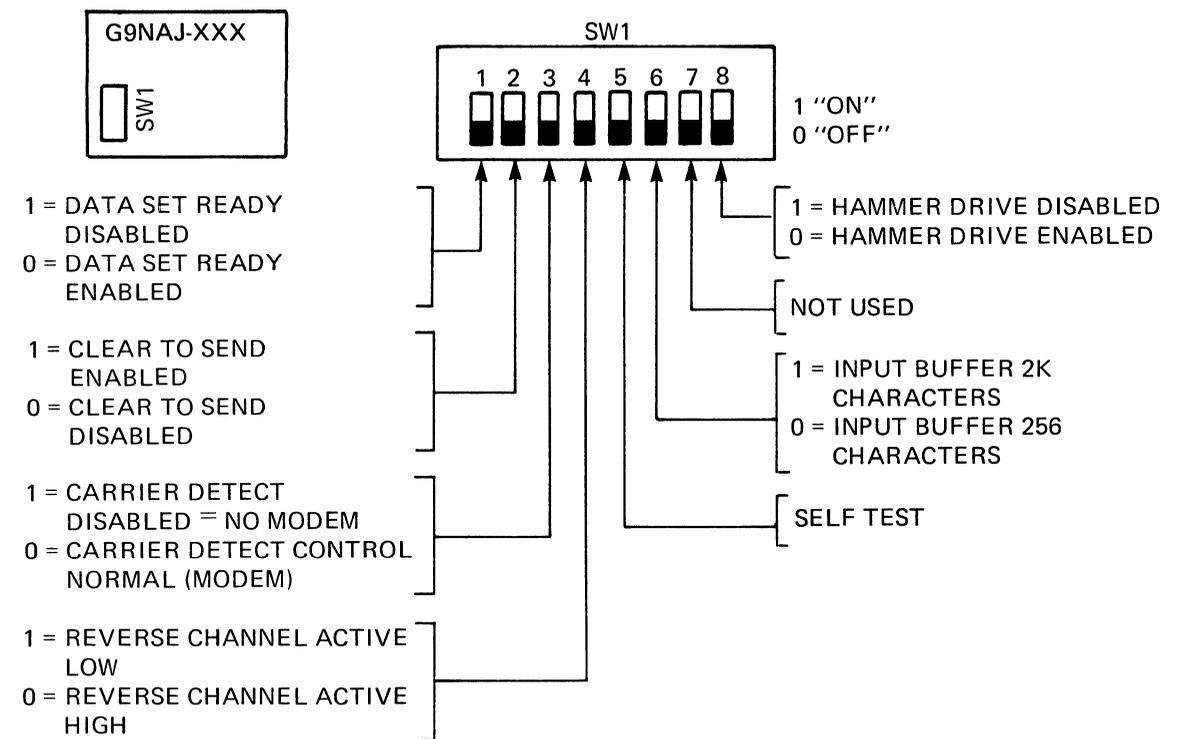 G9NAJ-XXX
SW1
SW1
1 2 3 4 5 6 7 8
1 "ON"
0 "OFF"
1 = DATA SET READY
DISABLED
0 = DATA SET READY
ENABLED
1 = CLEAR TO SEND
ENABLED
0 = CLEAR TO SEND
DISABLED
1 = CARRIER DETECT
DISABLED = NO MODEM
0 = CARRIER DETECT CONTROL
NORMAL (MODEM)
1 = REVERSE CHANNEL ACTIVE
LOW
0 = REVERSE CHANNEL ACTIVE
HIGH
1 = HAMMER DRIVE DISABLED
0 = HAMMER DRIVE ENABLED
NOT USED
1 = INPUT BUFFER 2K
CHARACTERS
0 = INPUT BUFFER 256
CHARACTERS
SELF TEST